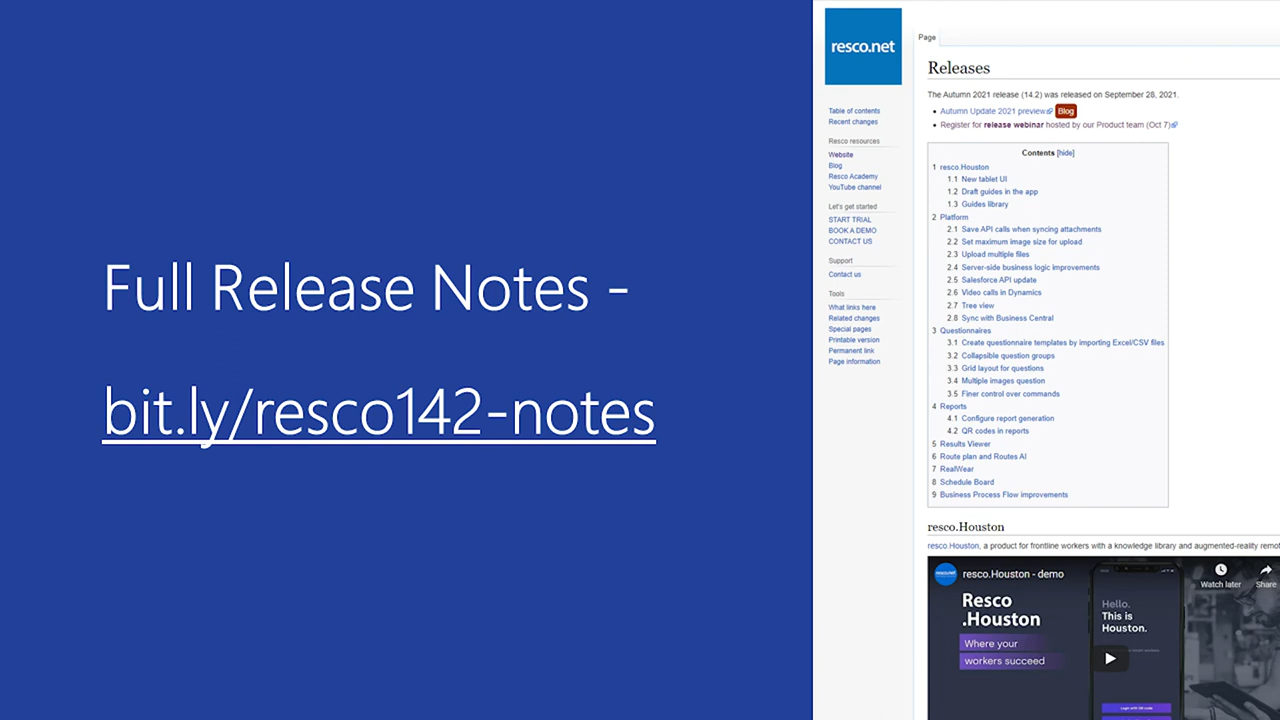 Full Release Notes -
bit.ly/resco142-notes
resco.net
Table of contents
Recent changes
Resco resources
Website
Blog
Resco Academy
YouTube channel
Let's get started
START TRIAL
BOOK A DEMO
CONTACT US
Support
Contact us
Tools
What links here
Related changes
Special pages
Printable version
Permanent link
Page information
Page
Releases
The Autumn 2021 release (14.2) was released on September 28, 2021.
• Autumn Update 2021 preview Blog
• Register for release webinar hosted by our Product team (Oct 7)
Contents [hide]
1 resco.Houston
1.1 New tablet UI
1.2 Draft guides in the app
1.3 Guides library
2 Platform
2.1 Save API calls when syncing attachments
2.2 Set maximum image size for upload
2.3 Upload multiple files
2.4 Server-side business logic improvements
2.5 Salesforce API update
2.6 Video calls in Dynamics
2.7 Tree view
2.8 Sync with Business Central
3 Questionnaires
3.1 Create questionnaire templates by importing Excel/CSV files
3.2 Collapsible question groups
3.3 Grid layout for questions
3.4 Multiple images question
3.5 Finer control over commands
4 Reports
4.1 Configure report generation
4.2 QR codes in reports
5 Results Viewer
6 Route plan and Routes AI
7 RealWear
8 Schedule Board
9 Business Process Flow improvements
resco.Houston
resco.Houston, a product for frontline workers with a knowledge library and augmented-reality remot
resco.net
resco.Houston - demo
Watch later
Share
Resco
.Houston
Where your
workers succeed
Hello.
This is
Houston.
Login with QR code